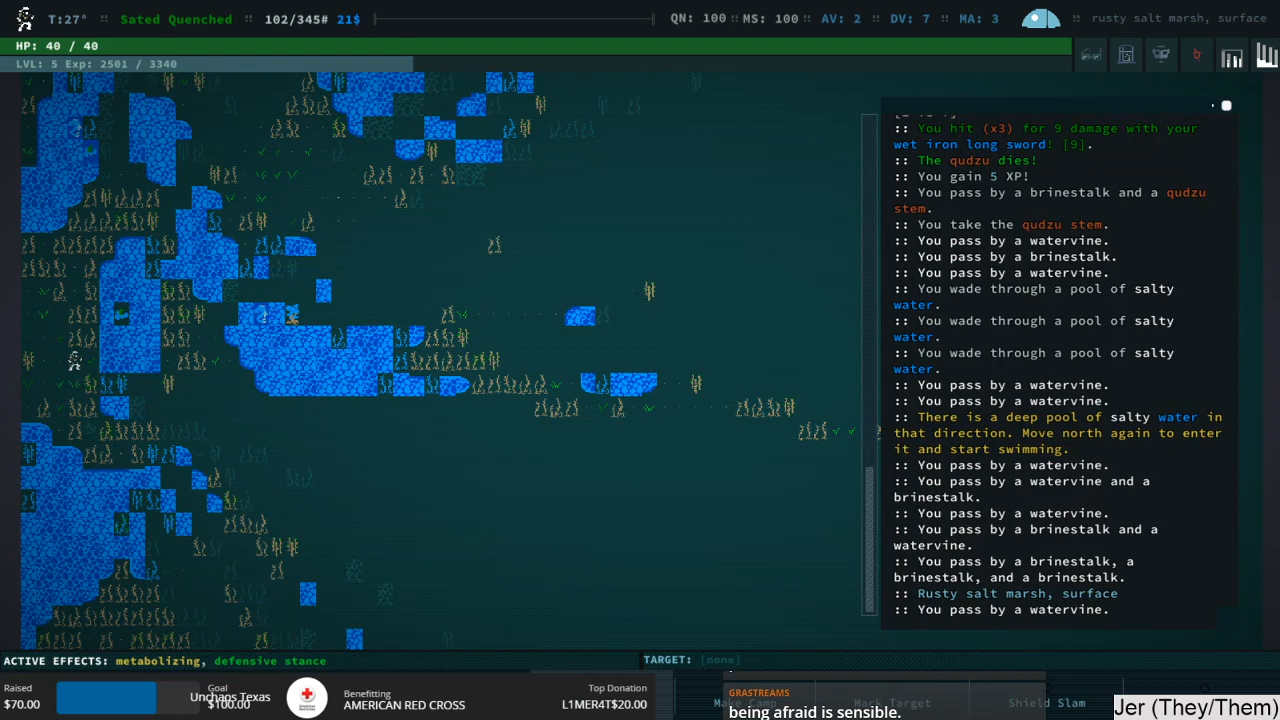 T:27° :: Sated Quenched :: 102/345# 21$ QN: 100 :: MS: 100 :: AV: 2 :: DV: 7 :: MA: 3 :: rusty salt marsh, surface
HP: 40 / 40
LVL: 5 Exp: 2501 / 3340
:: You hit (x3) for 9 damage with your
wet iron long sword! [9].
:: The qudzu dies!
:: You gain 5 XP!
:: You pass by a brinestalk and a qudzu
stem.
:: You take the qudzu stem.
:: You pass by a watervine.
:: You pass by a brinestalk.
:: You pass by a watervine.
:: You wade through a pool of salty
water.
:: You wade through a pool of salty
water.
:: You wade through a pool of salty
water.
:: You pass by a watervine.
:: You pass by a watervine.
:: There is a deep pool of salty water in
that direction. Move north again to enter
it and start swimming.
:: You pass by a watervine.
:: You pass by a watervine and a
brinestalk.
:: You pass by a watervine.
:: You pass by a brinestalk and a
watervine.
:: You pass by a brinestalk, a
brinestalk, and a brinestalk.
:: Rusty salt marsh, surface
:: You pass by a watervine.
ACTIVE EFFECTS: metabolizing, defensive stance
TARGET: [none]
Raised
$70.00
Goal
$100.00
Unchaos Texas
Benefitting
AMERICAN RED CROSS
Top Donation
L1MER4T$20.00
GRASTREAMS
Make Camp Mark Target Shield Slam
being afraid is sensible.
Jer (They/Them)